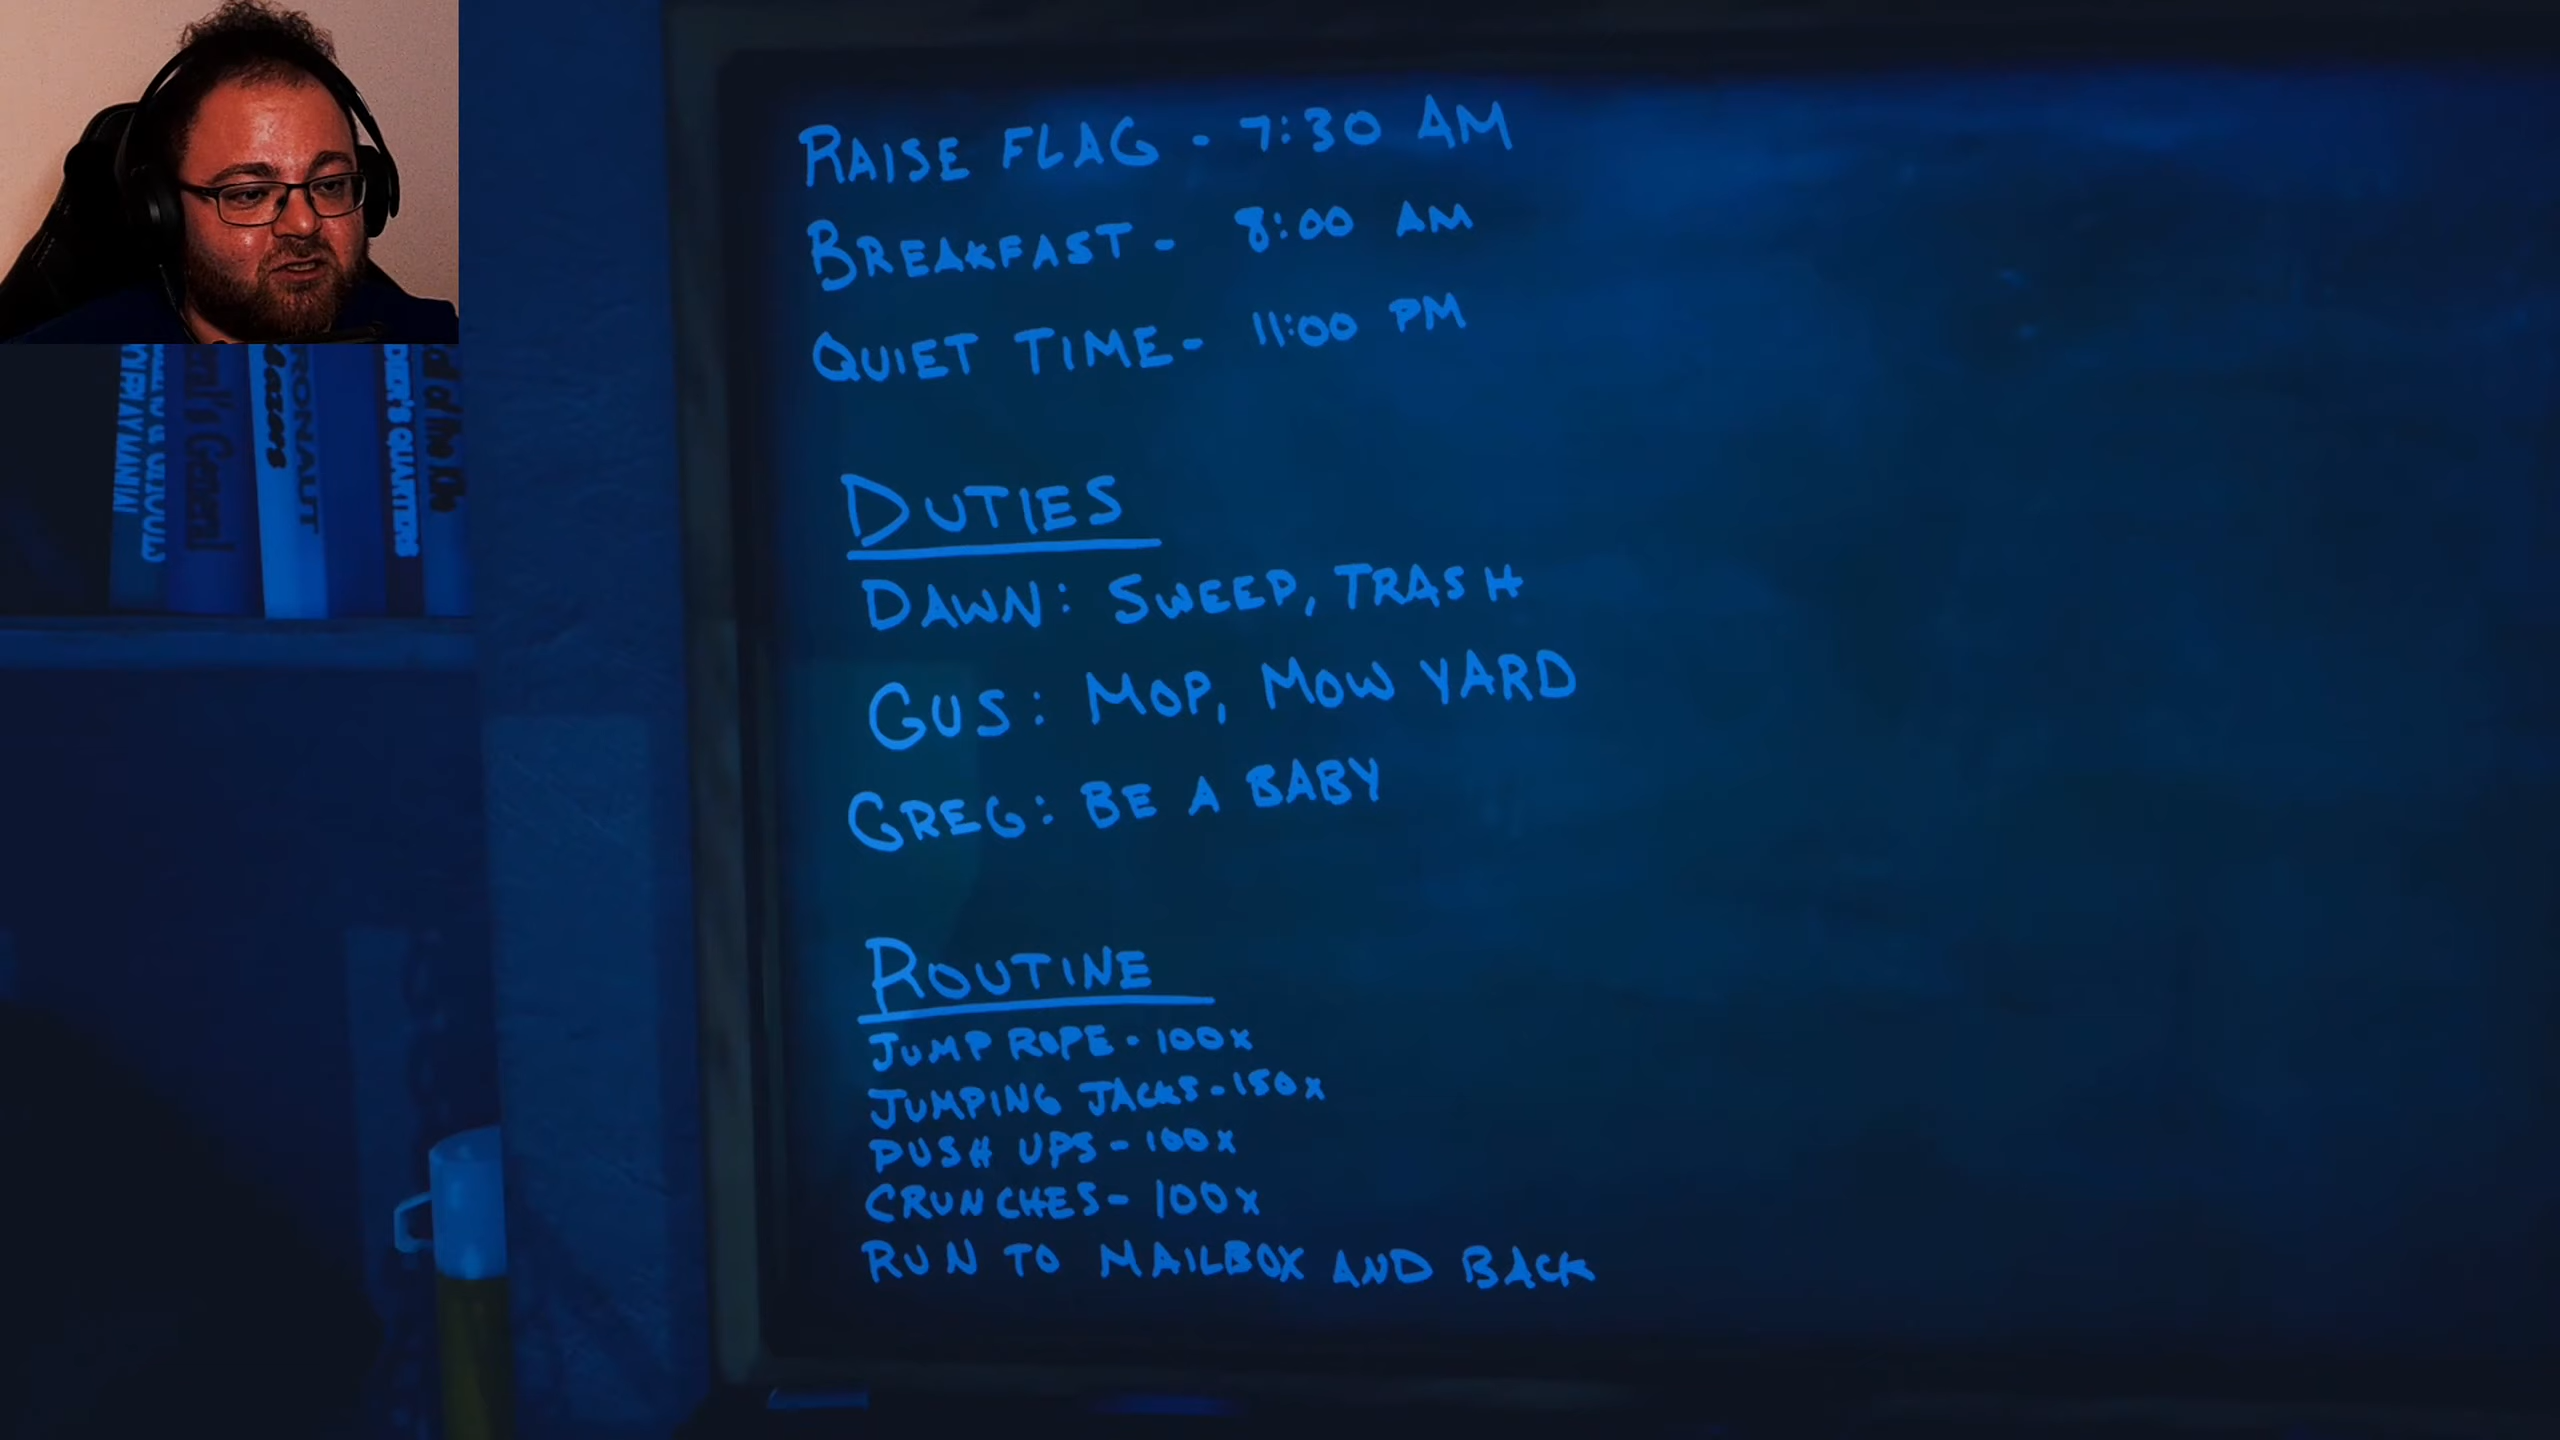 RAISE FLAG - 7:30 AM
BREAKFAST - 8:00 AM
QUIET TIME - 11:00 PM
DUTIES
DAWN: SWEEP, TRASH
GUS: MOP, MOW YARD
GREG: BE A BABY
ROUTINE
JUMP ROPE - 100X
JUMPING JACKS - 150X
PUSH UPS - 100X
CRUNCHES - 100X
RUN TO MAILBOX AND BACK